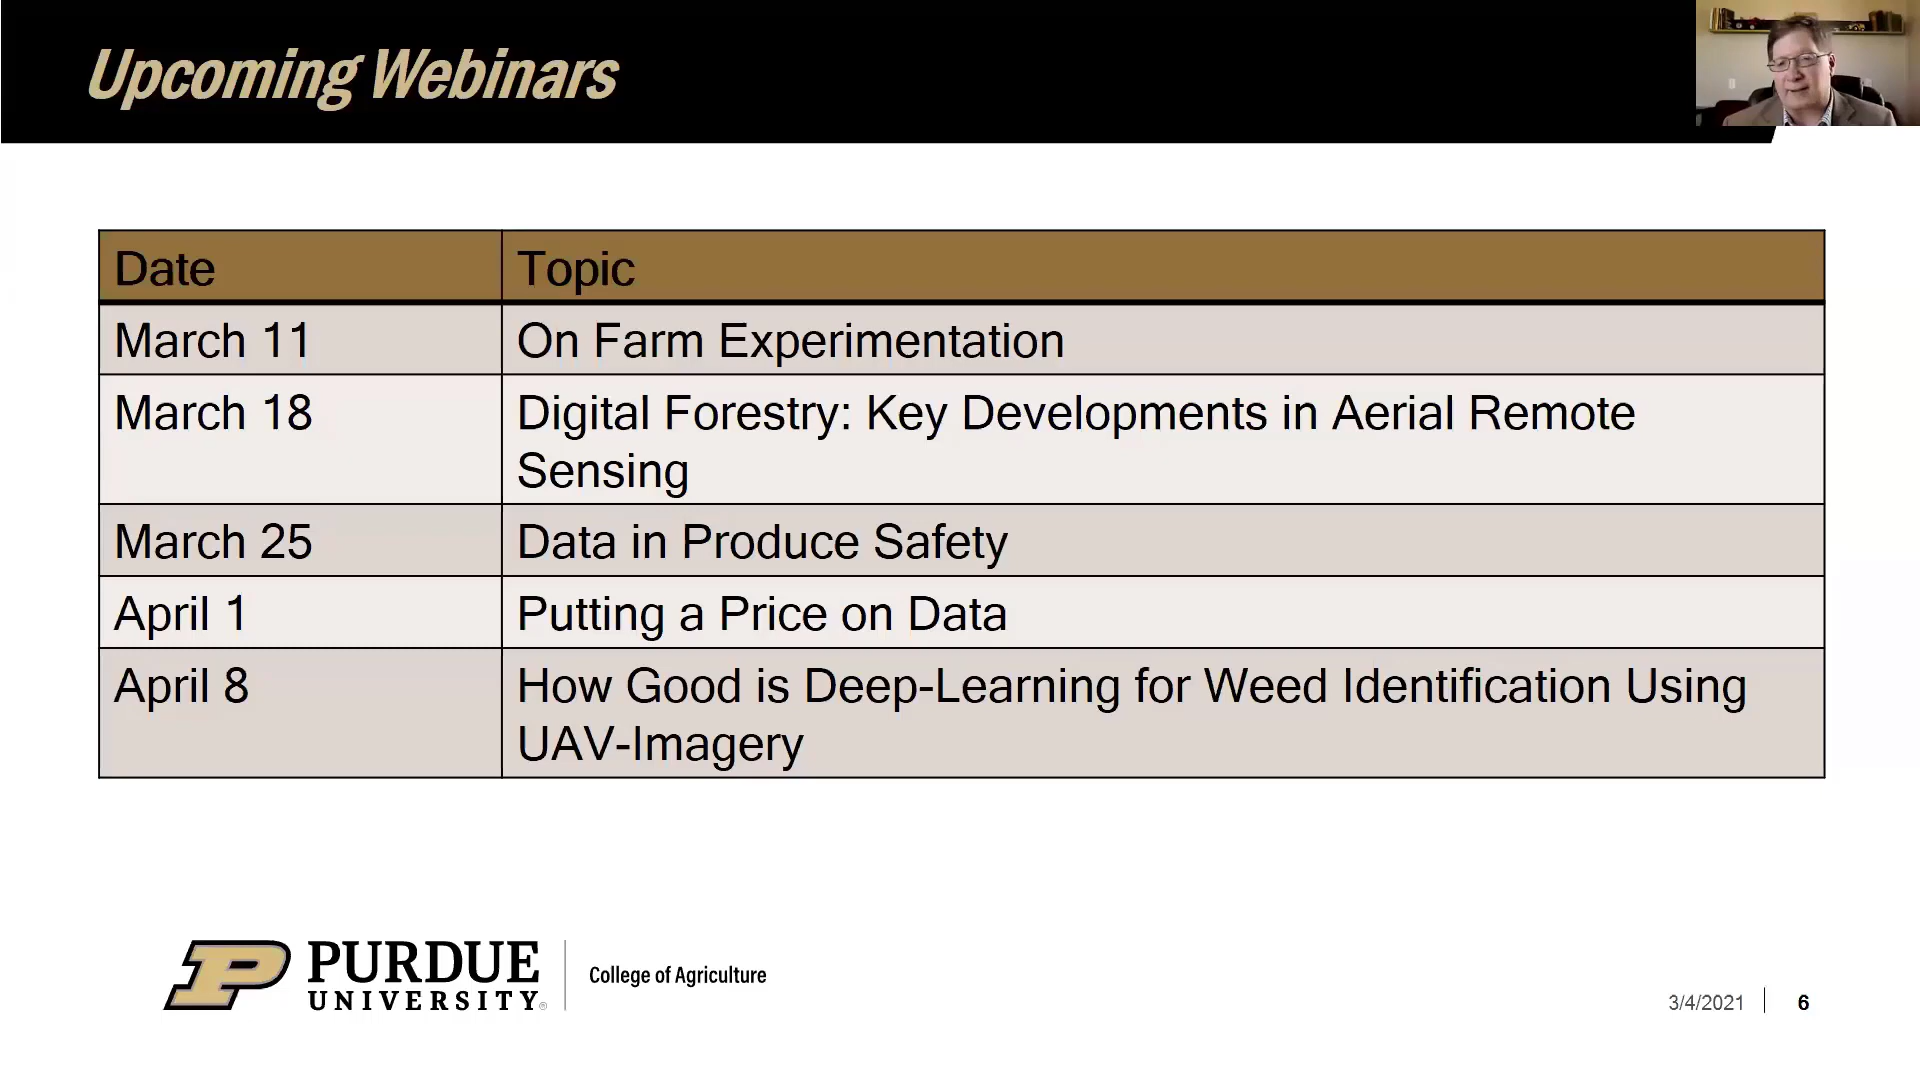 Upcoming Webinars
Date
Topic
March 11
On Farm Experimentation
March 18
Digital Forestry: Key Developments in Aerial Remote
Sensing
March 25
Data in Produce Safety
April 1
Putting a Price on Data
April 8
How Good is Deep-Learning for Weed Identification Using
UAV-Imagery
P
PURDUE
UNIVERSITY®
College of Agriculture
3/4/2021
6